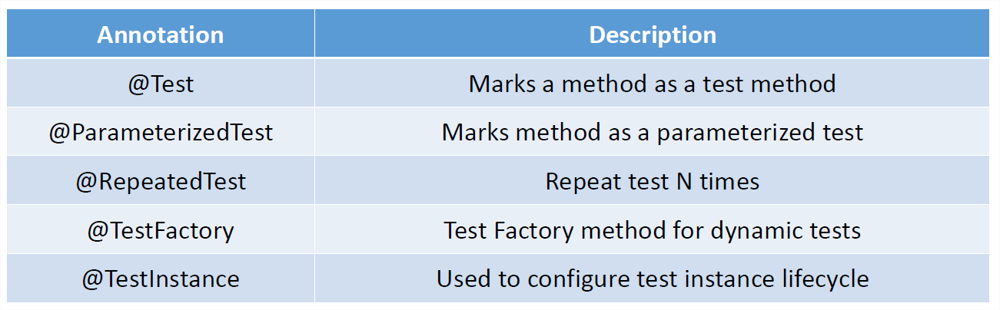 Annotation Description
@Test Marks a method as a test method
@ParameterizedTest Marks method as a parameterized test
@RepeatedTest Repeat test N times
@TestFactory Test Factory method for dynamic tests
@TestInstance Used to configure test instance lifecycle